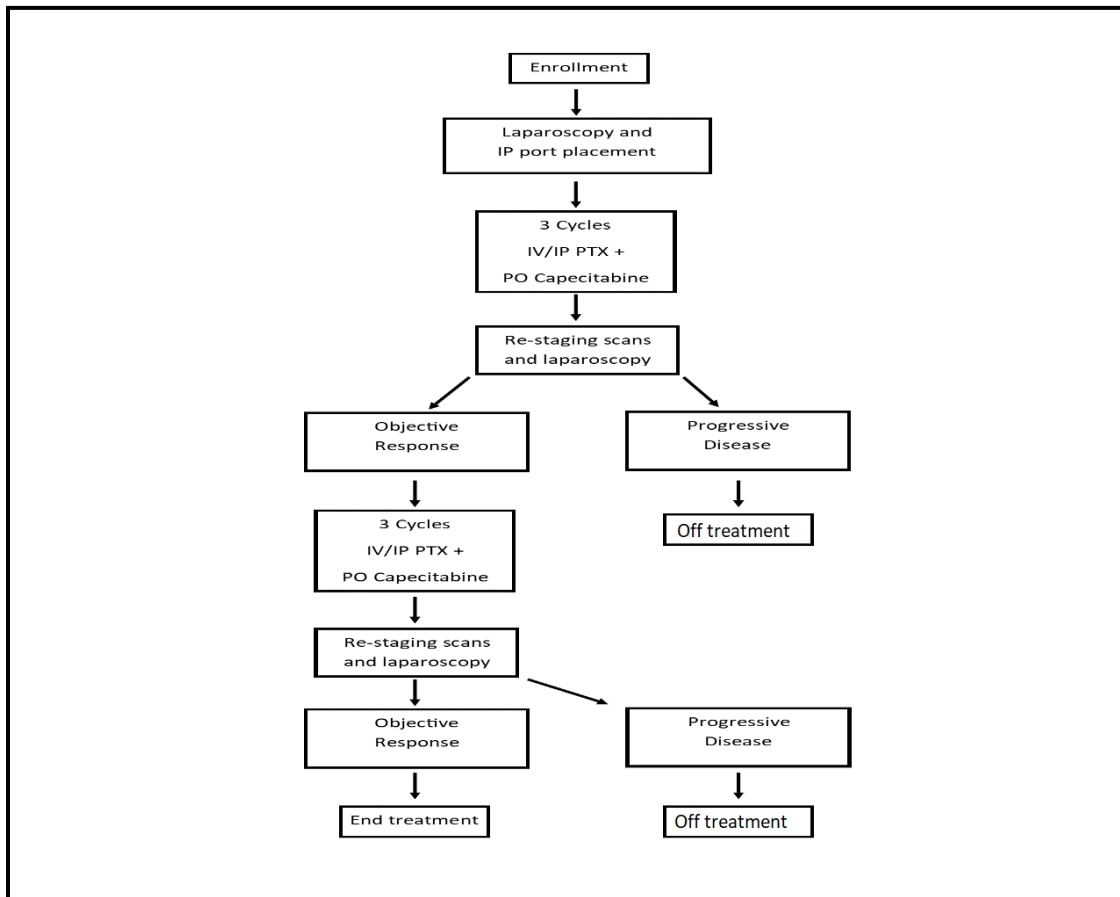 Enrollment
Laparoscopy and
IP port placement
3 Cycles
IV/IP PTX +
PO Capecitabine
Re-staging scans
and laparoscopy
Objective
Response
Progressive
Disease
3 Cycles
IV/IP PTX +
PO Capecitabine
Off treatment
Re-staging scans
and laparoscopy
Objective
Response
Progressive
Disease
End treatment
Off treatment